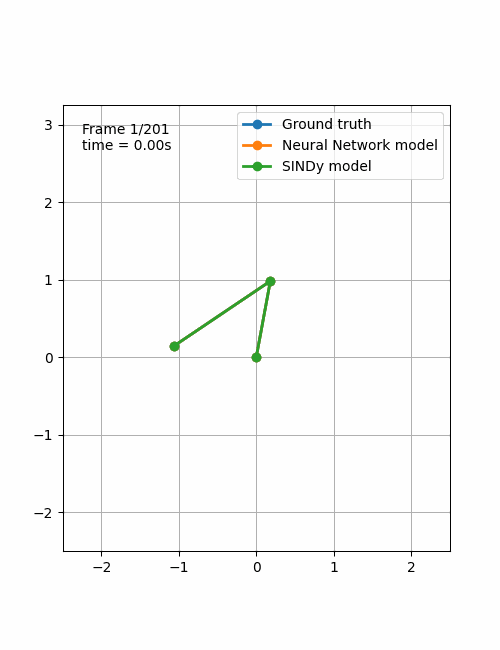 Frame 1/201
time = 0.00s
Ground truth
Neural Network model
SINDy model
3
2
1
0
−1
−2
−2
−1
0
1
2